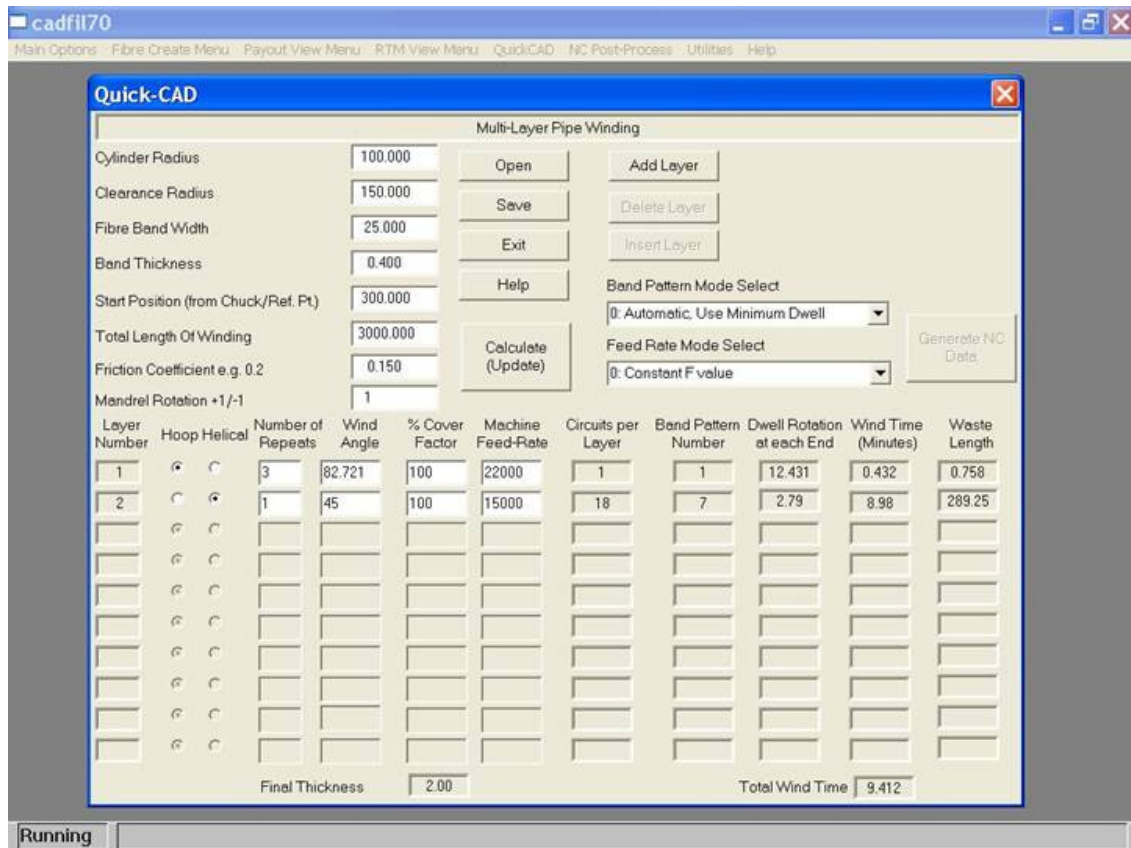 cadfil70
Main Options Fibre Create Menu Payout View Menu RTM View Menu QuickCAD NC Post-Process Utilities Help
Quick-CAD
Multi-Layer Pipe Winding
Cylinder Radius 100.000 Open Add Layer
Clearance Radius 150.000 Save Delete Layer
Fibre Band Width 25.000 Exit Insert Layer
Band Thickness 0.400 Help Band Pattern Mode Select
Start Position (from Chuck/Ref. Pt.) 300.000 0: Automatic, Use Minimum Dwell
Total Length Of Winding 3000.000 Calculate (Update) Feed Rate Mode Select Generate NC Data
Friction Coefficient e.g. 0.2 0.150 0: Constant F value
Mandrel Rotation +1/-1 1
Layer Number Hoop Helical Number of Repeats Wind Angle % Cover Factor Machine Feed-Rate Circuits per Layer Band Pattern Number Dwell Rotation at each End Wind Time (Minutes) Waste Length
1 3 82.721 100 22000 1 1 12.431 0.432 0.758
2 1 45 100 15000 18 7 2.79 8.98 289.25
Final Thickness 2.00 Total Wind Time 9.412
Running